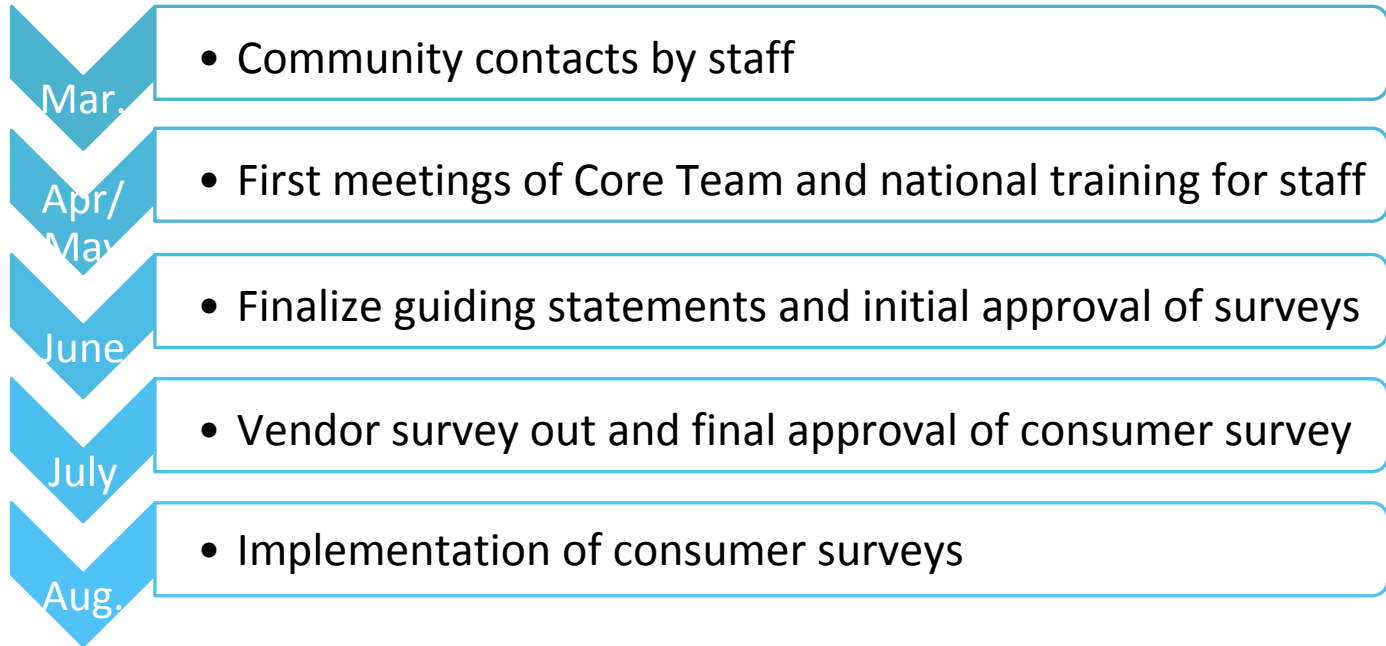 Mar.
• Community contacts by staff
Apr/
May
• First meetings of Core Team and national training for staff
June
• Finalize guiding statements and initial approval of surveys
July
• Vendor survey out and final approval of consumer survey
Aug.
• Implementation of consumer surveys